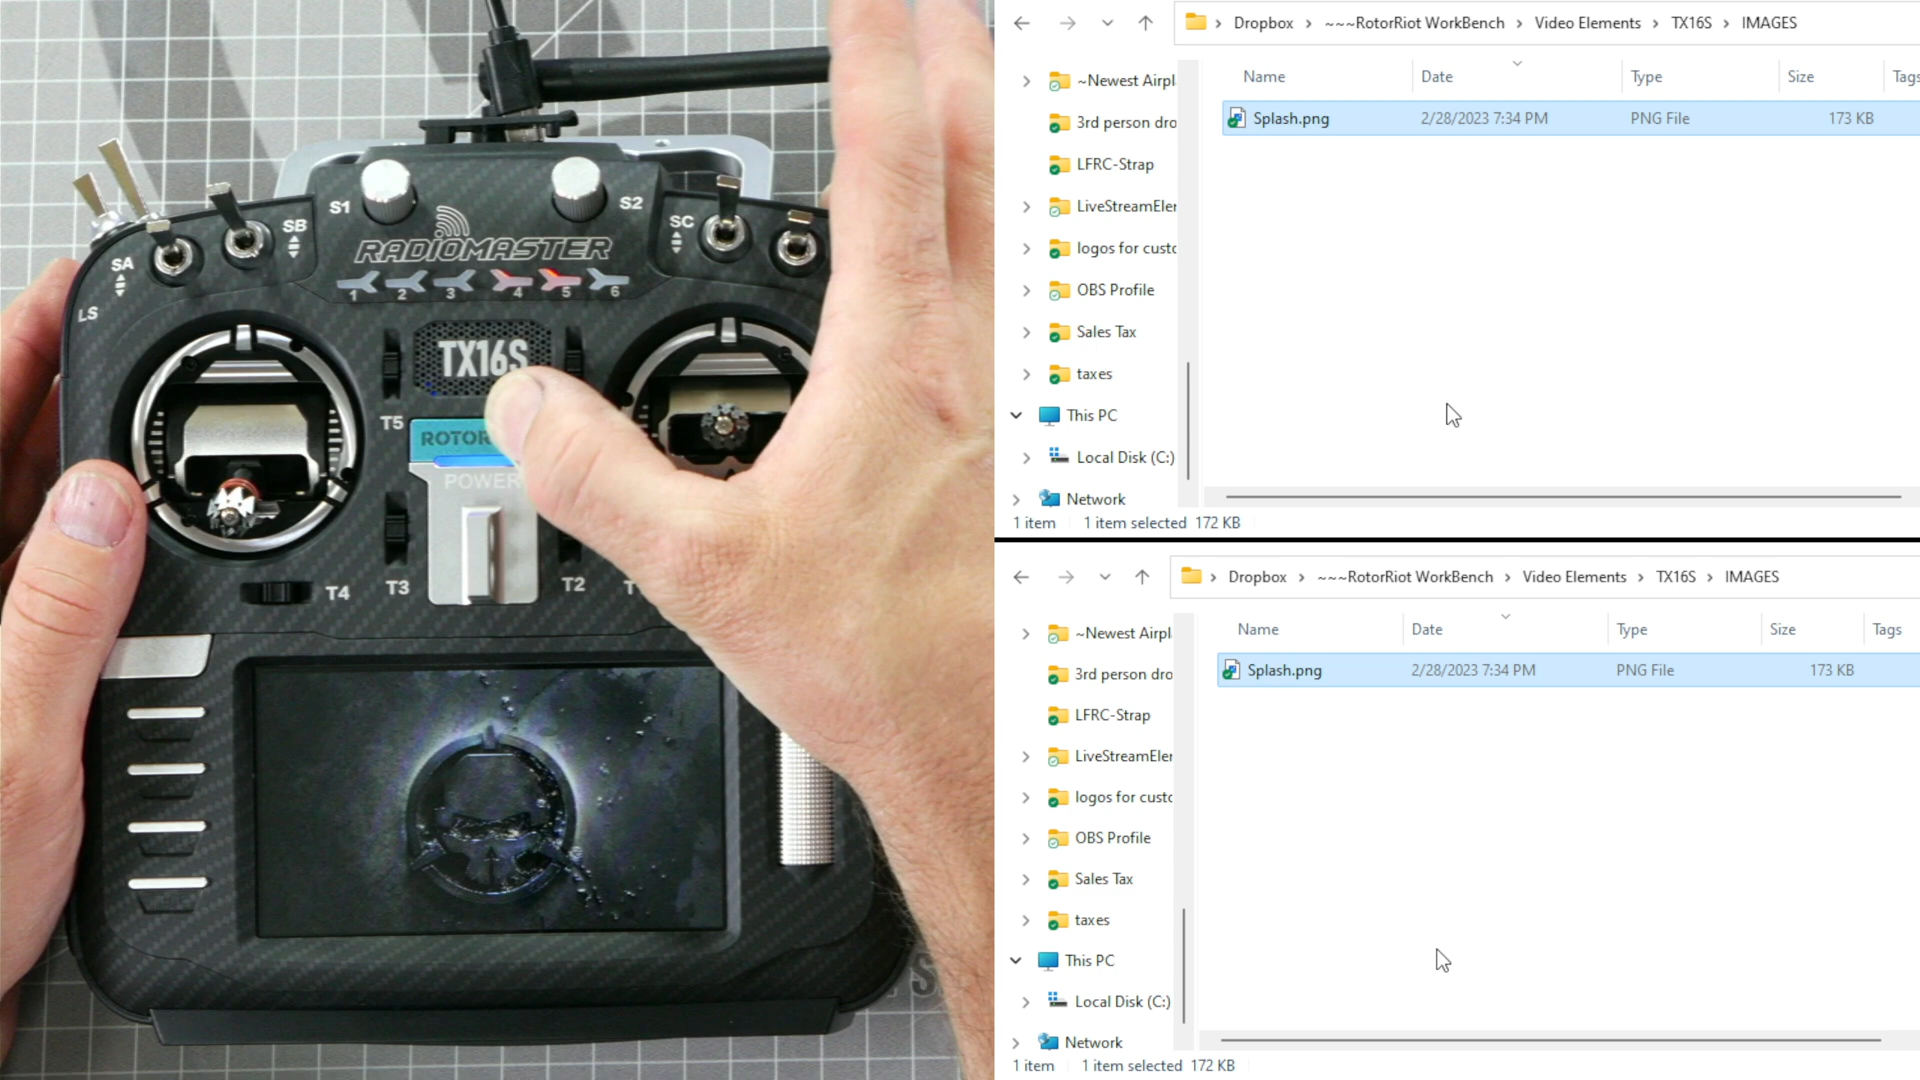 S1
S2
SB
SC
SA
LS
RADIOMASTER
1 2 3 4 5 6
TX16S
T5
ROTOR
POWER
T3
T2
T4
Dropbox > ~~~RotorRiot WorkBench > Video Elements > TX16S > IMAGES
Name Date Type Size Tags
Splash.png 2/28/2023 7:34 PM PNG File 173 KB
~Newest Airpl
3rd person dro
LFRC-Strap
LiveStreamEler
logos for custo
OBS Profile
Sales Tax
taxes
This PC
Local Disk (C:)
Network
1 item 1 item selected 172 KB
Dropbox > ~~~RotorRiot WorkBench > Video Elements > TX16S > IMAGES
Name Date Type Size Tags
Splash.png 2/28/2023 7:34 PM PNG File 173 KB
~Newest Airpl
3rd person dro
LFRC-Strap
LiveStreamEler
logos for custo
OBS Profile
Sales Tax
taxes
This PC
Local Disk (C:)
Network
1 item 1 item selected 172 KB